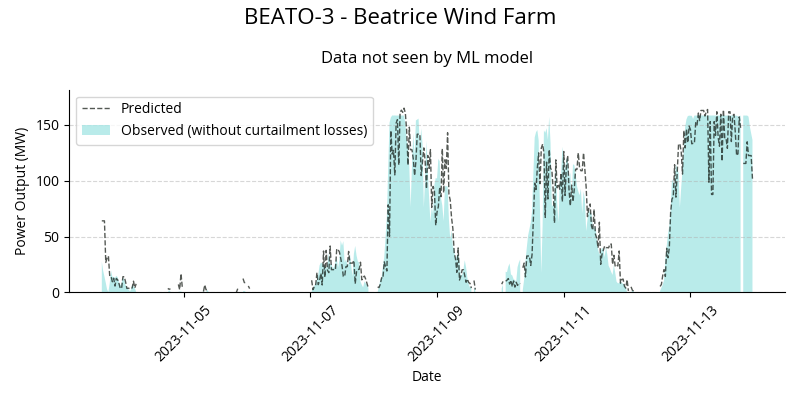 BEATO-3 - Beatrice Wind Farm
Data not seen by ML model
Predicted
Observed (without curtailment losses)
Power Output (MW)
150
100
50
0
2023-11-05
2023-11-07
2023-11-09
2023-11-11
2023-11-13
Date